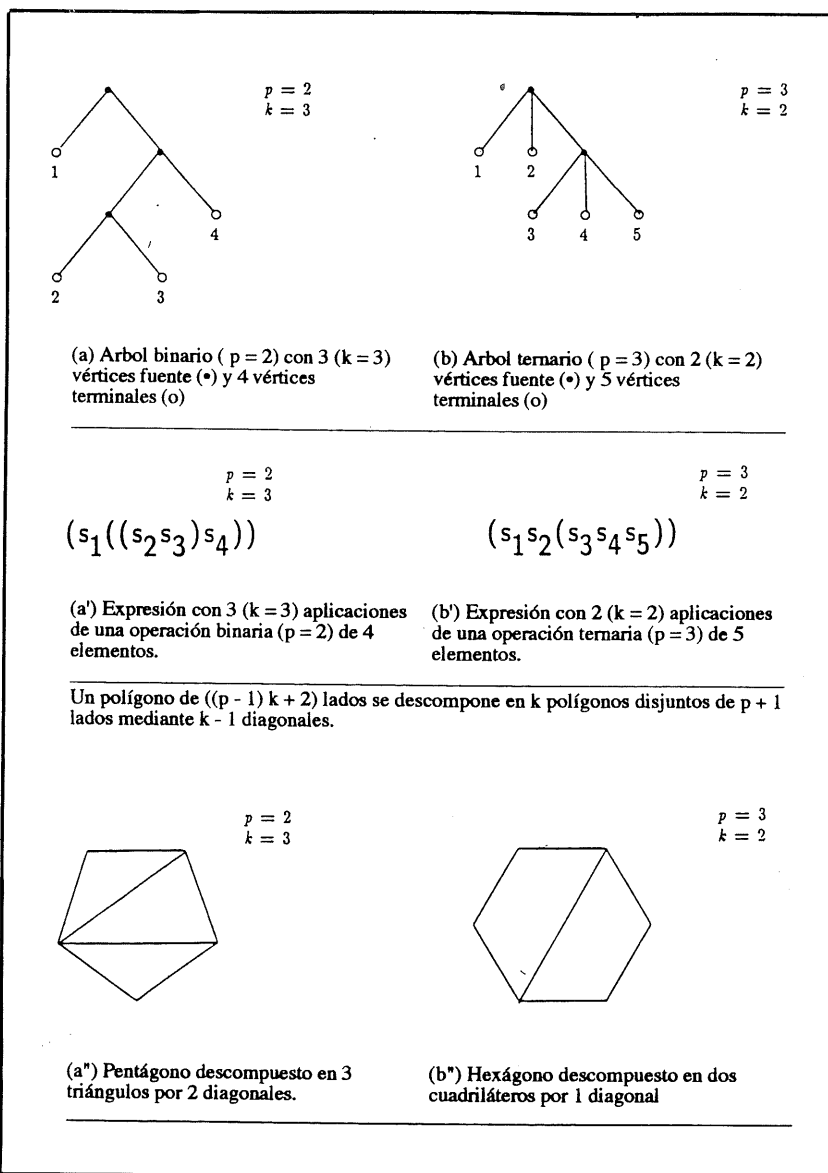 p = 2
k = 3
p = 3
k = 2
1
4
2
3
1
2
3
4
5
(a) Arbol binario ( p = 2) con 3 (k = 3)
vértices fuente (•) y 4 vértices
terminales (o)
(b) Arbol ternario ( p = 3) con 2 (k = 2)
vértices fuente (•) y 5 vértices
terminales (o)
p = 2
k = 3
p = 3
k = 2
(s₁((s₂s₃)s₄))
(s₁s₂(s₃s₄s₅))
(a') Expresión con 3 (k = 3) aplicaciones
de una operación binaria (p = 2) de 4
elementos.
(b') Expresión con 2 (k = 2) aplicaciones
de una operación ternaria (p = 3) de 5
elementos.
Un polígono de ((p - 1) k + 2) lados se descompone en k polígonos disjuntos de p + 1
lados mediante k - 1 diagonales.
p = 2
k = 3
p = 3
k = 2
(a") Pentágono descompuesto en 3
triángulos por 2 diagonales.
(b") Hexágono descompuesto en dos
cuadriláteros por 1 diagonal